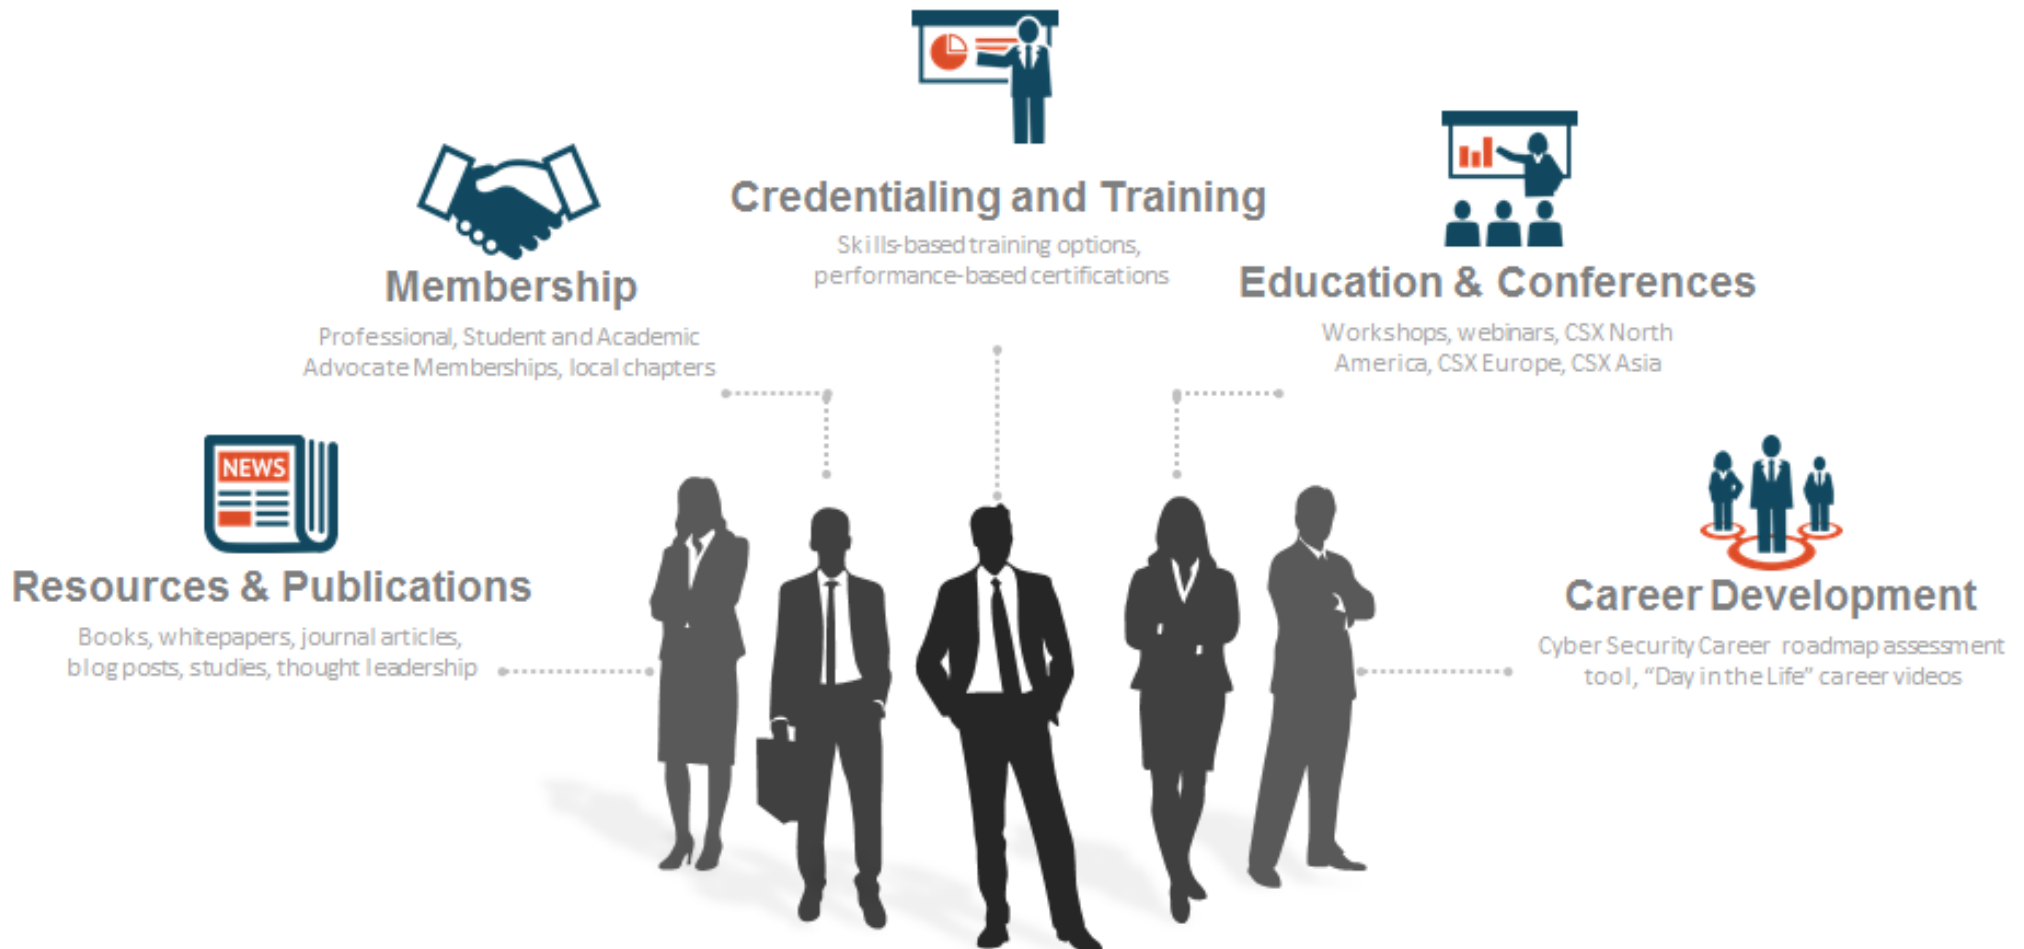 Credentialing and Training
Skills-based training options,
performance-based certifications
Membership
Professional, Student and Academic
Advocate Memberships, local chapters
Education & Conferences
Workshops, webinars, CSX North
America, CSX Europe, CSX Asia
NEWS
Resources & Publications
Books, whitepapers, journal articles,
blog posts, studies, thought leadership
Career Development
Cyber Security Career roadmap assessment
tool, “Day in the Life” career videos